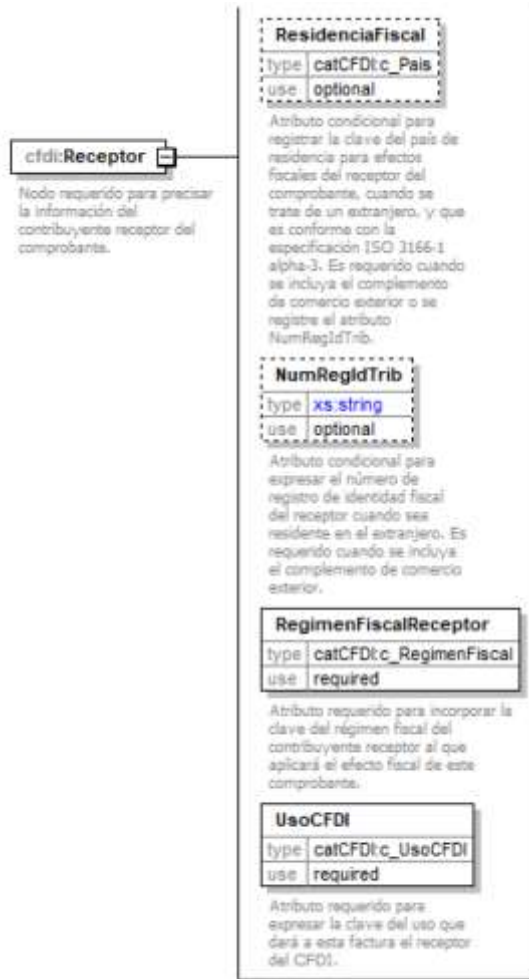 cfdi:Receptor
Nodo requerido para precisar
la información del
contribuyente receptor del
comprobante.
ResidenciaFiscal
type catCFDI:c_Pais
use optional
Atributo condicional para
registrar la clave del país de
residencia para efectos
fiscales del receptor del
comprobante, cuando se
trate de un extranjero, y que
es conforme con la
especificación ISO 3166-1
alpha-3. Es requerido cuando
se incluya el complemento
de comercio exterior o se
registre el atributo
NumRegIdTrib.
NumRegIdTrib
type xs:string
use optional
Atributo condicional para
expresar el número de
registro de identidad fiscal
del receptor cuando sea
residente en el extranjero. Es
requerido cuando se incluya
el complemento de comercio
exterior.
RegimenFiscalReceptor
type catCFDI:c_RegimenFiscal
use required
Atributo requerido para incorporar la
clave del régimen fiscal del
contribuyente receptor al que
aplicará el efecto fiscal de este
comprobante.
UsoCFDI
type catCFDI:c_UsoCFDI
use required
Atributo requerido para
expresar la clave del uso que
dará a esta factura el receptor
del CFDI.